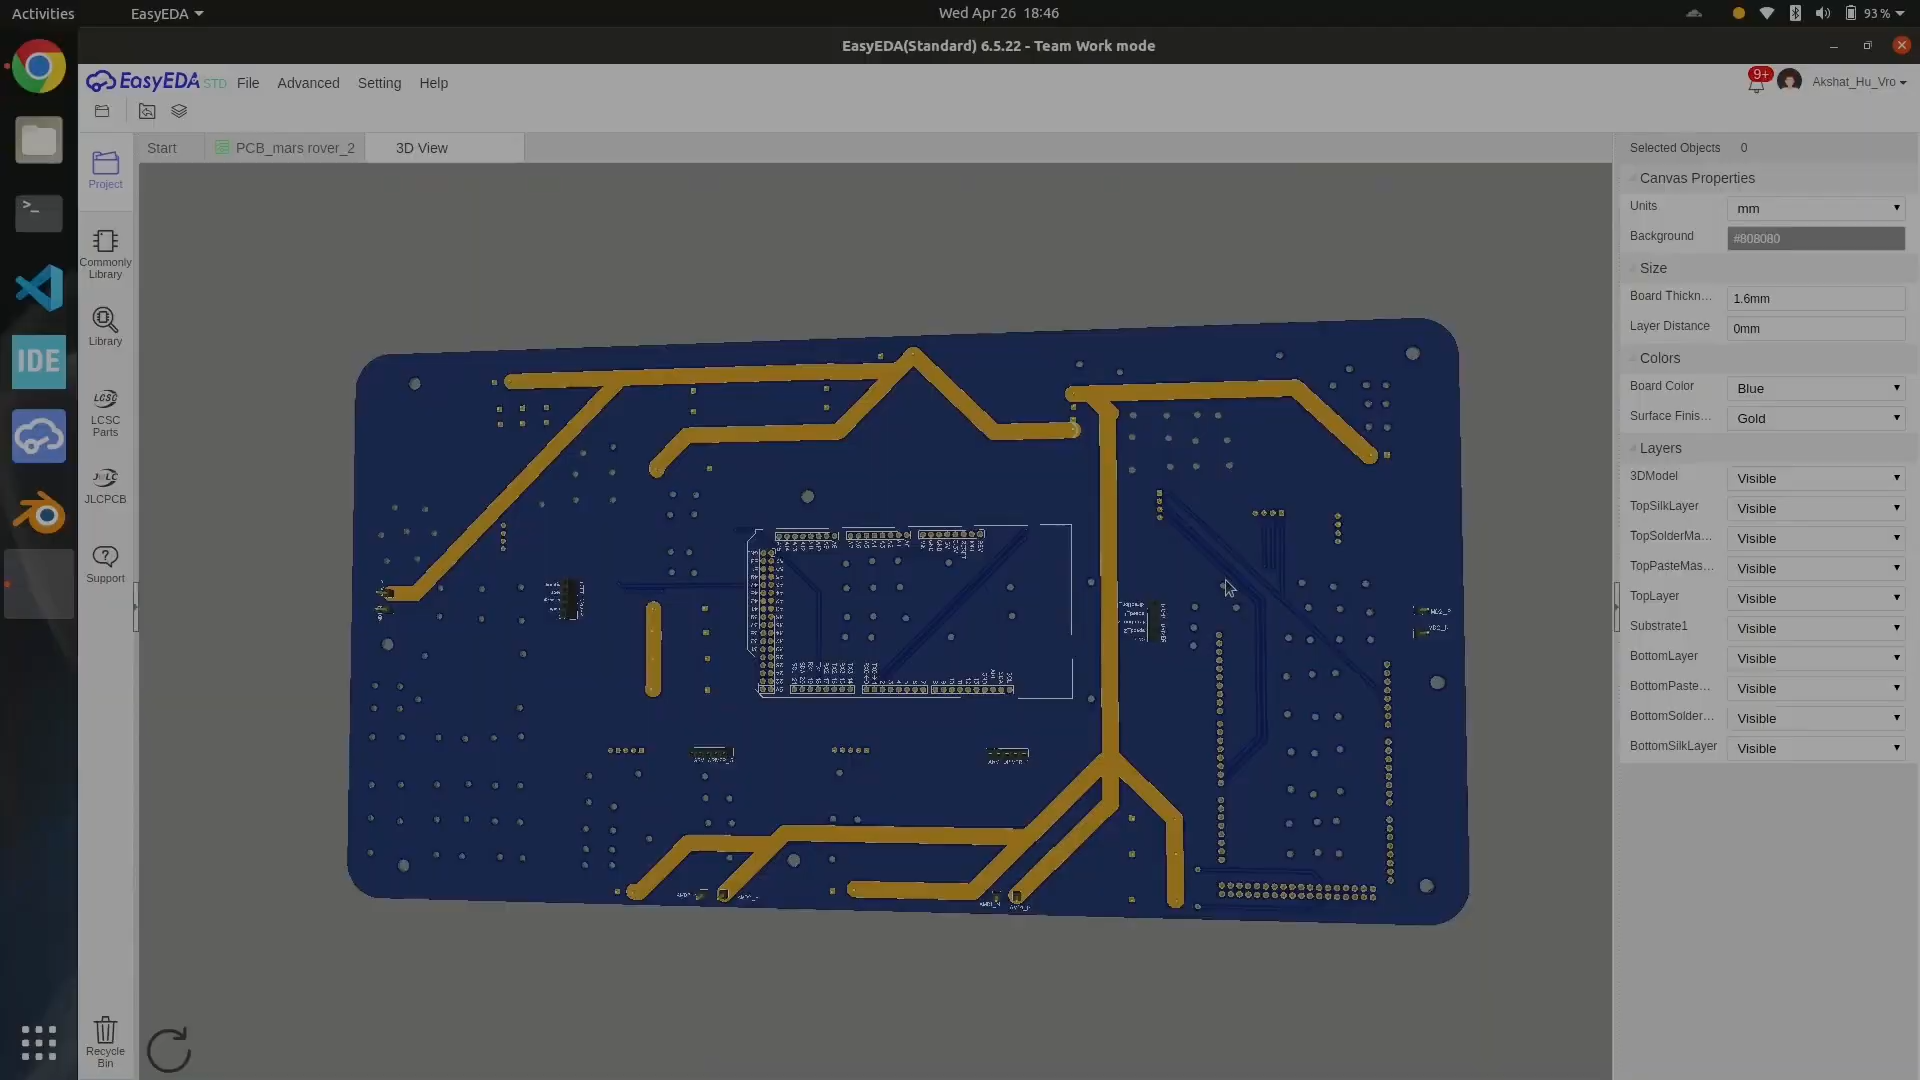 Activities
EasyEDA
Wed Apr 26 18:46
93 %
EasyEDA(Standard) 6.5.22 - Team Work mode
EasyEDA STD
File
Advanced
Setting
Help
9+
Akshat_Hu_Vro
Start
PCB_mars rover_2
3D View
Project
Commonly
Library
Library
LCSC
LCSC
Parts
JLC
JLCPCB
Support
Recycle
Bin
IDE
Selected Objects 0
Canvas Properties
Units mm
Background #808080
Size
Board Thickn... 1.6mm
Layer Distance 0mm
Colors
Board Color Blue
Surface Finis... Gold
Layers
3DModel Visible
TopSilkLayer Visible
TopSolderMa... Visible
TopPasteMas... Visible
TopLayer Visible
Substrate1 Visible
BottomLayer Visible
BottomPaste... Visible
BottomSolder... Visible
BottomSilkLayer Visible